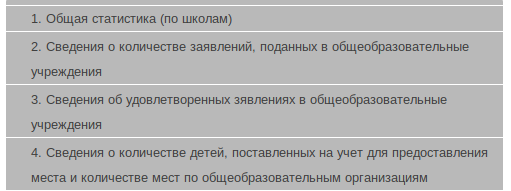 1. Общая статистика (по школам)
2. Сведения о количестве заявлений, поданных в общеобразовательные
учреждения
3. Сведения об удовлетворенных зявлениях в общеобразовательные
учреждения
4. Сведения о количестве детей, поставленных на учет для предоставления
места и количестве мест по общеобразовательным организациям